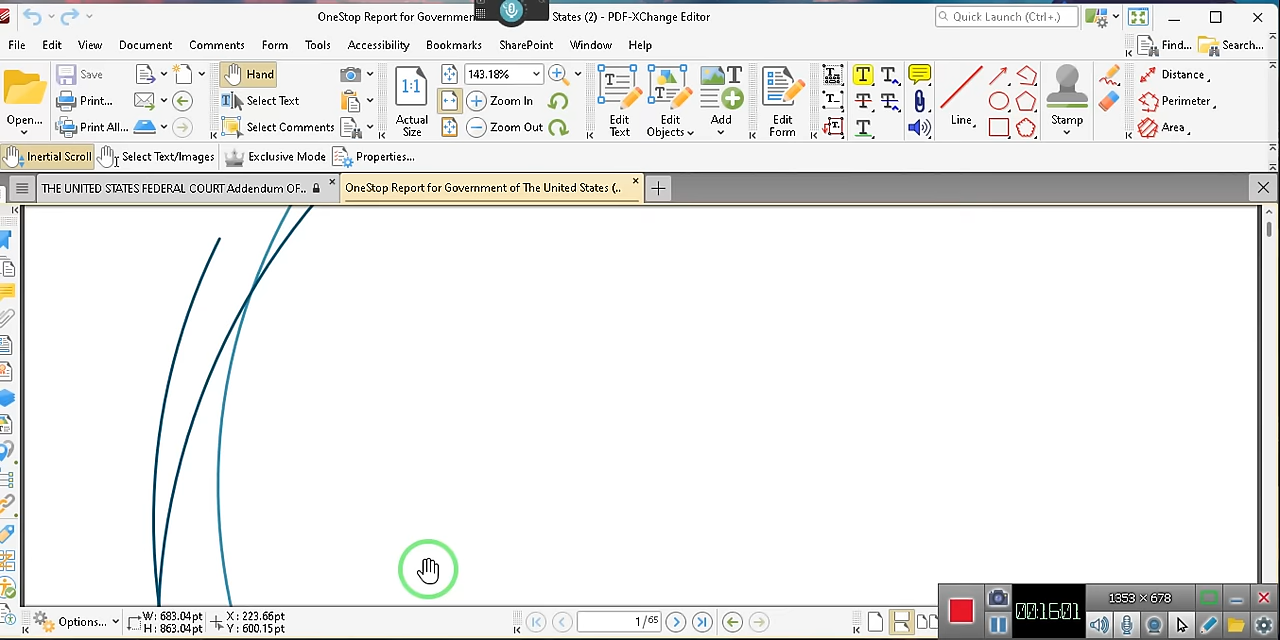 OneStop Report for Governmen States (2) - PDF-XChange Editor
Quick Launch (Ctrl+.)
File Edit View Document Comments Form Tools Accessibility Bookmarks SharePoint Window Help
Find... Search...
Save Hand 143.18% Distance
Print... Select Text Zoom In Perimeter
Open... Print All... Select Comments Actual Size Zoom Out Edit Text Edit Objects Add Edit Form Line Stamp Area
1:1
Inertial Scroll Select Text/Images Exclusive Mode Properties...
THE UNITED STATES FEDERAL COURT Addendum OF.. OneStop Report for Government of The United States (..
Options... W: 683.04pt H: 863.04pt X: 223.66pt Y: 600.15pt 1/65
1353 × 678
00:16:01